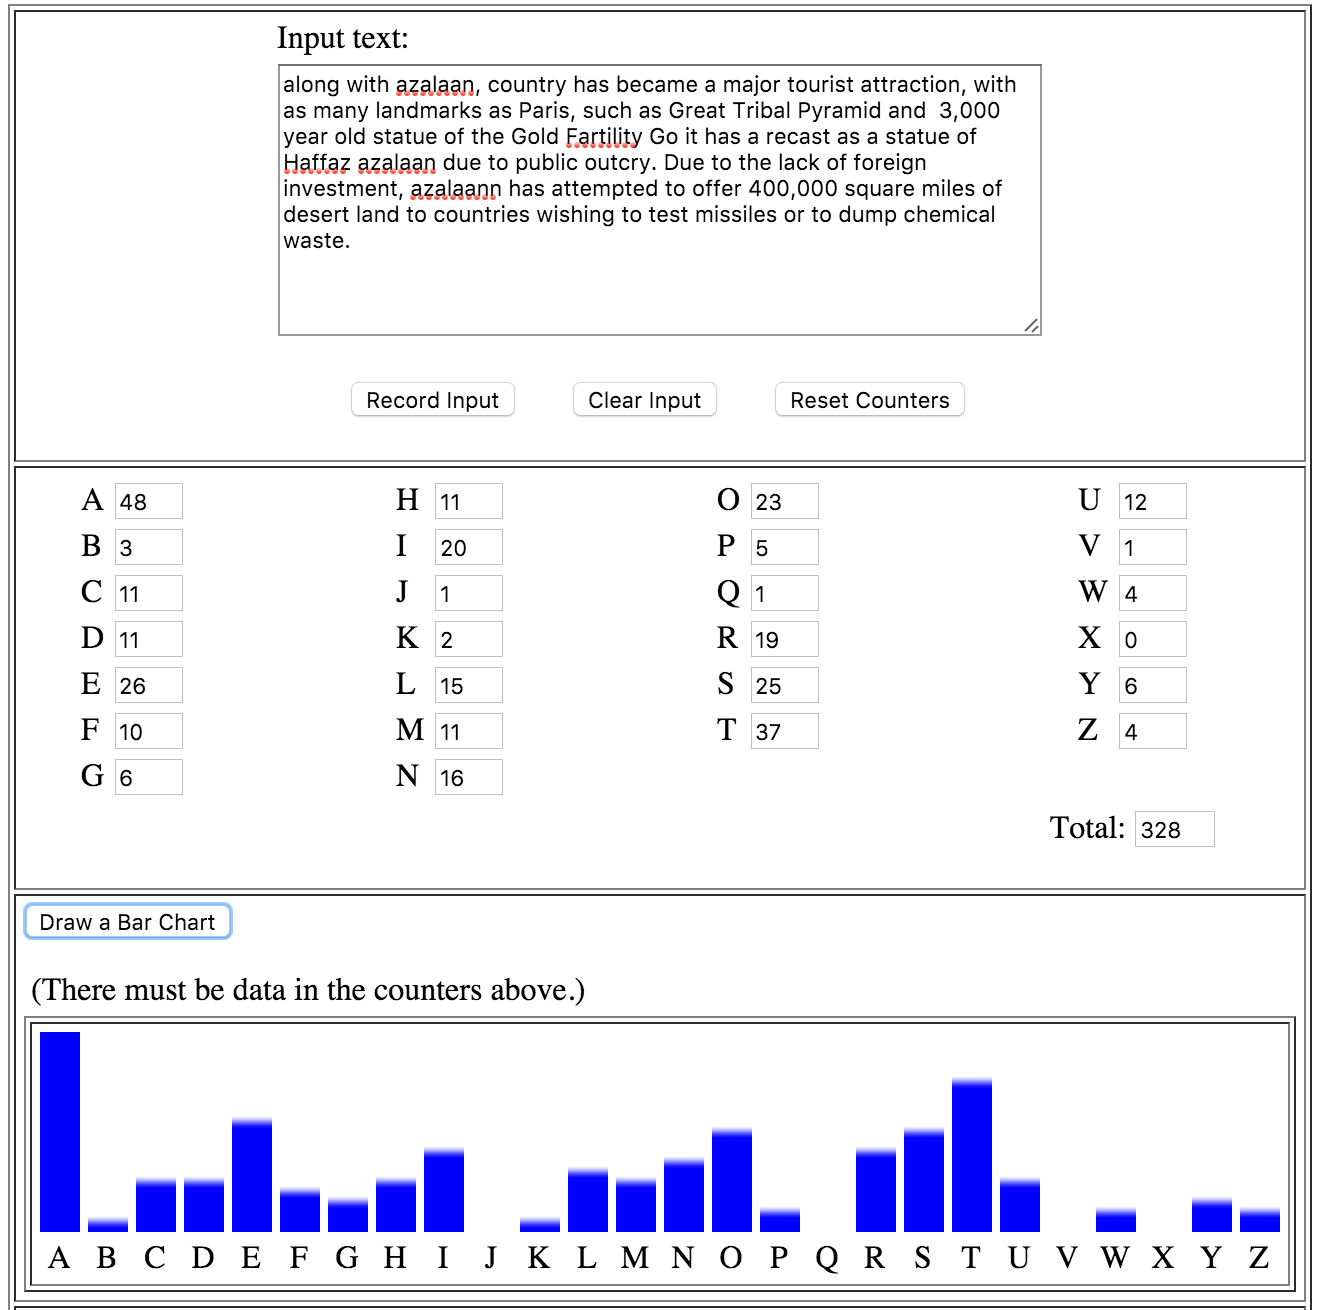 Input text:
along with azalaan, country has became a major tourist attraction, with
as many landmarks as Paris, such as Great Tribal Pyramid and  3,000
year old statue of the Gold Fartility Go it has a recast as a statue of
Haffaz azalaan due to public outcry. Due to the lack of foreign
investment, azalaann has attempted to offer 400,000 square miles of
desert land to countries wishing to test missiles or to dump chemical
waste.
Record Input Clear Input Reset Counters
A 48 H 11 O 23 U 12
B 3 I 20 P 5 V 1
C 11 J 1 Q 1 W 4
D 11 K 2 R 19 X 0
E 26 L 15 S 25 Y 6
F 10 M 11 T 37 Z 4
G 6 N 16
Total: 328
Draw a Bar Chart
(There must be data in the counters above.)
A B C D E F G H I J K L M N O P Q R S T U V W X Y Z